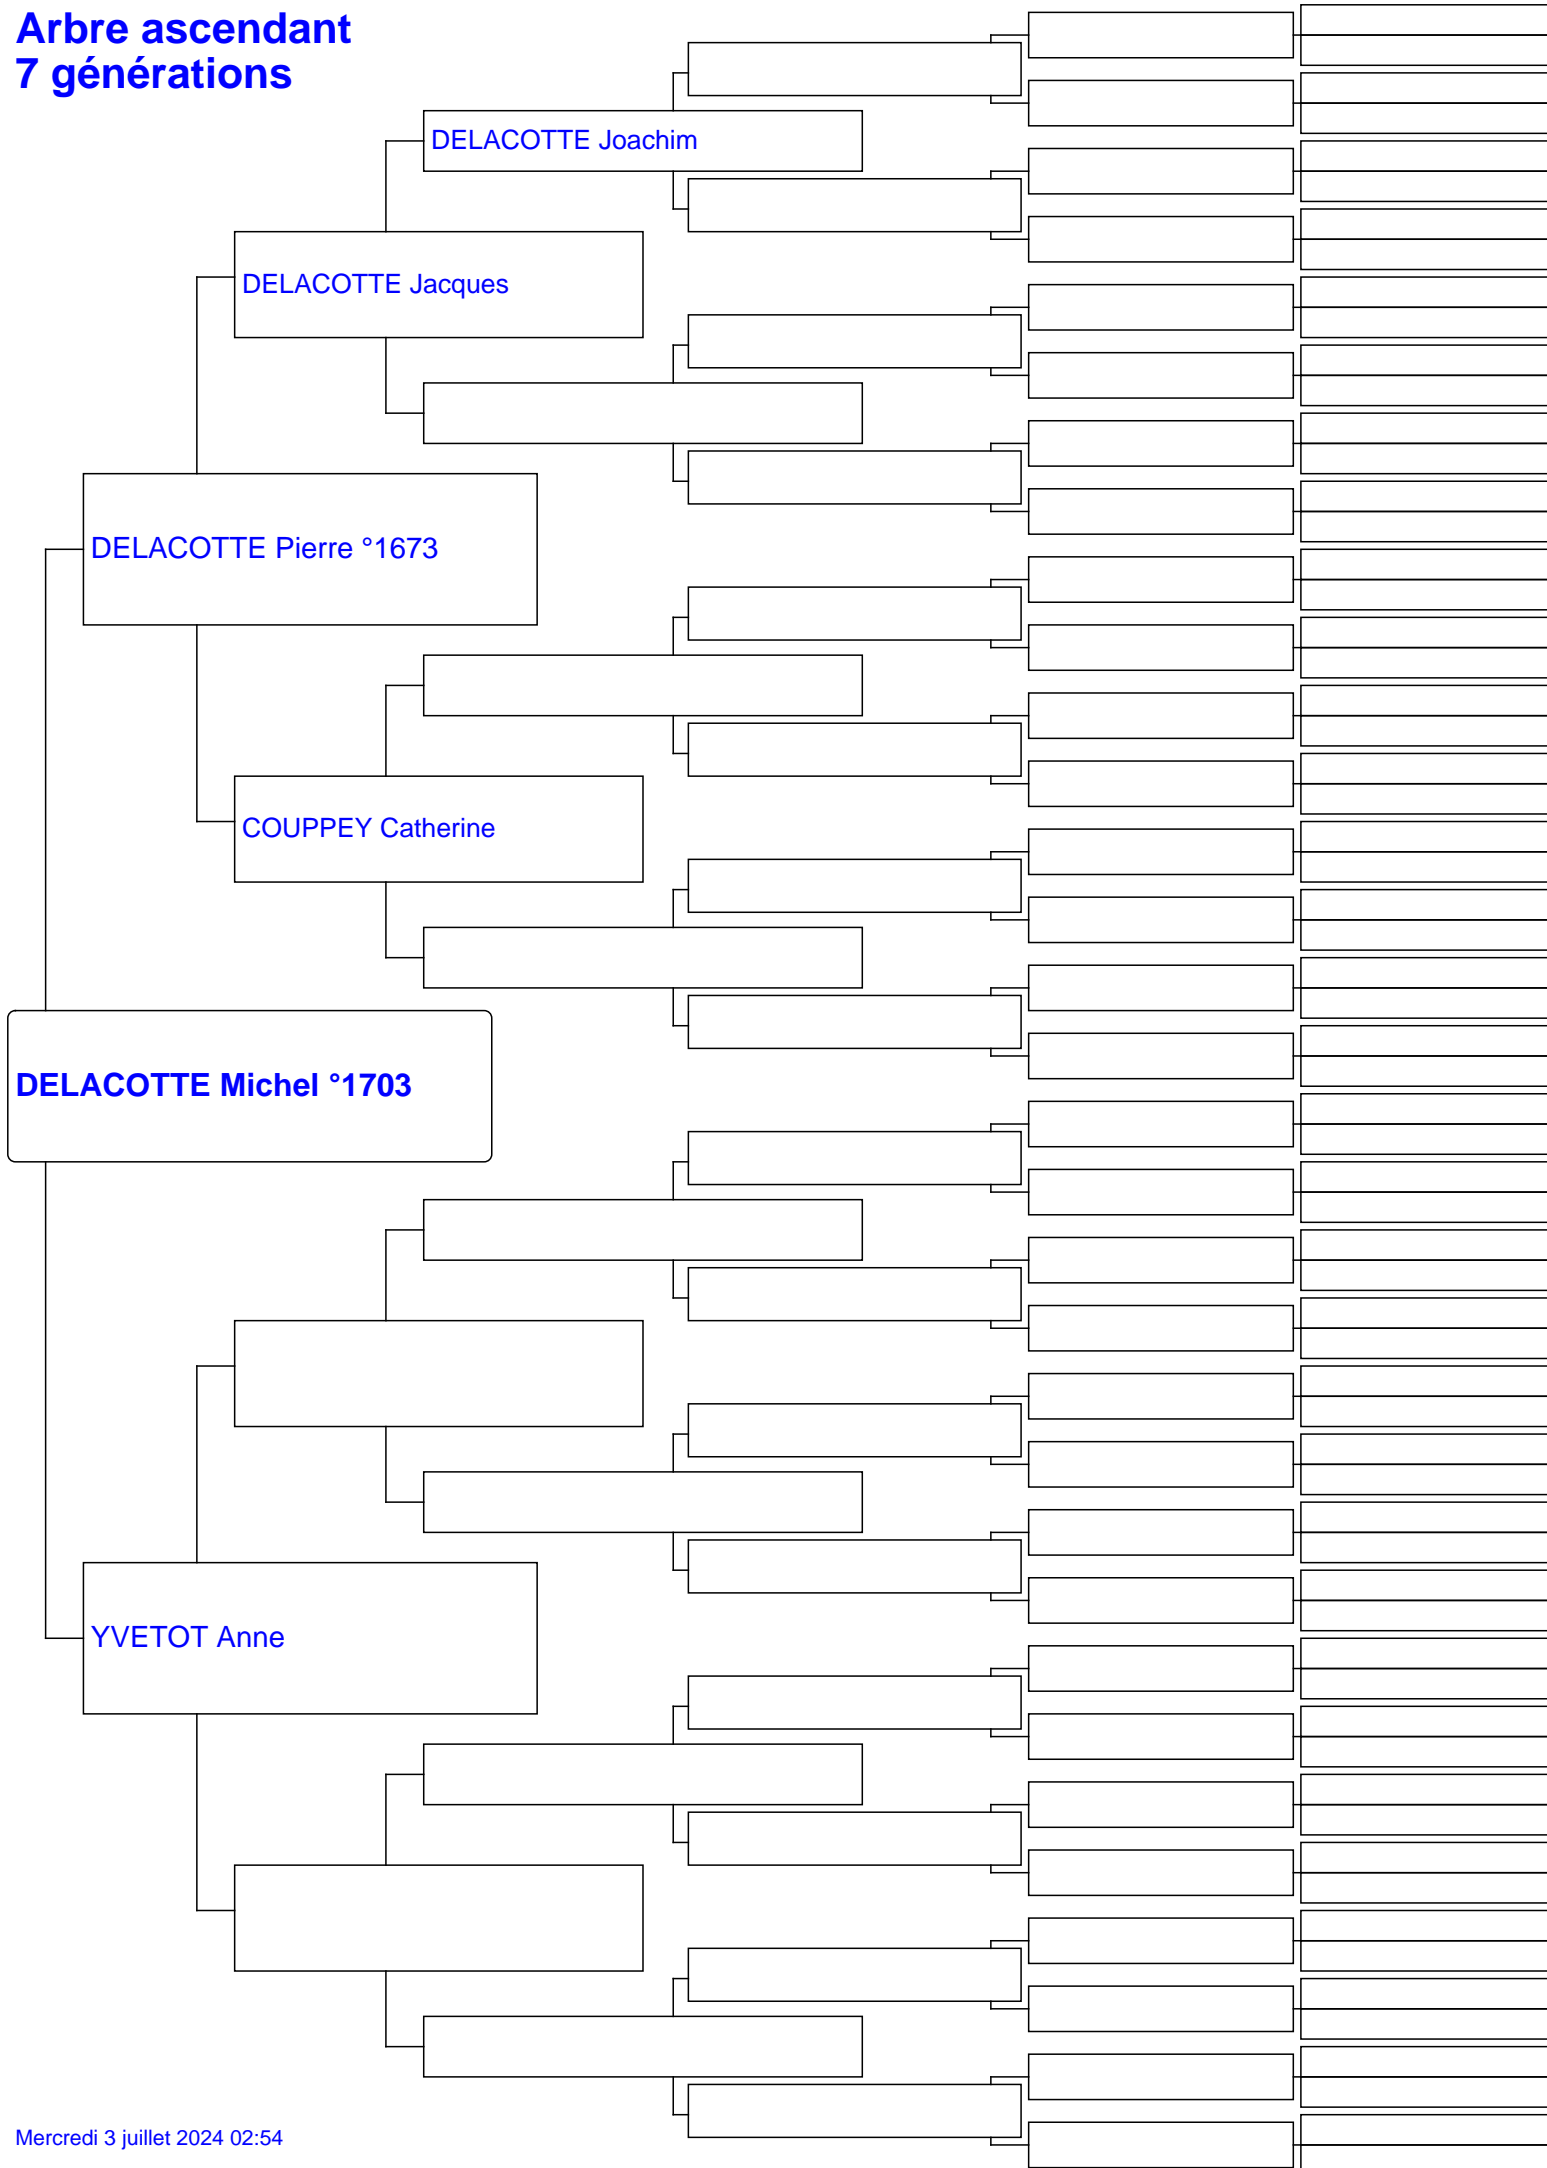 Arbre ascendant
7 générations
DELACOTTE Joachim
DELACOTTE Jacques
DELACOTTE Pierre °1673
COUPPEY Catherine
DELACOTTE Michel °1703
YVETOT Anne
Mercredi 3 juillet 2024 02:54